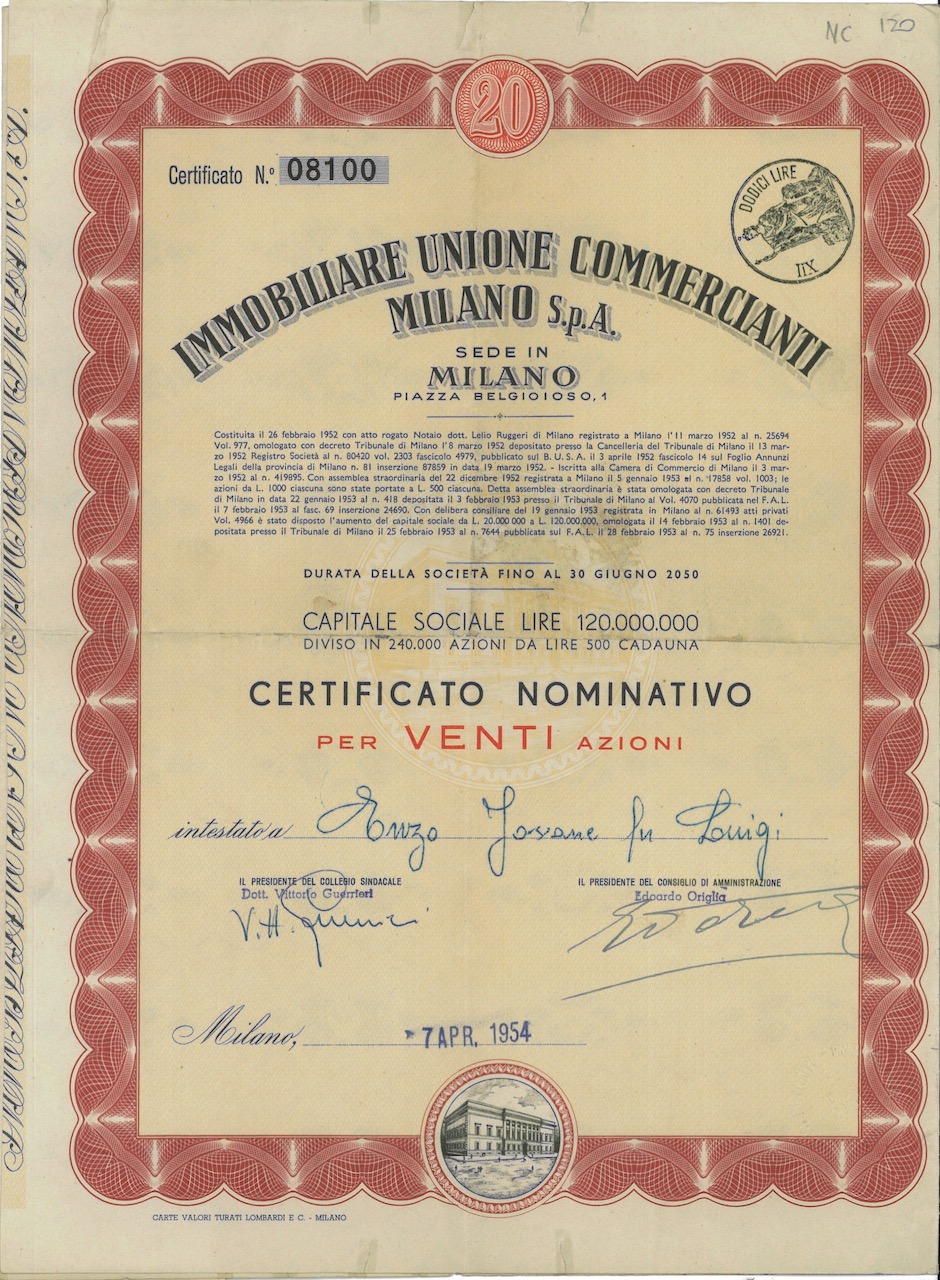 NC 120
20
Certificato N.º 08100
DODICI LIRE
XII
IMMOBILIARE UNIONE COMMERCIANTI
MILANO S.p.A.
SEDE IN
MILANO
PIAZZA BELGIOIOSO, 1
Costituita il 26 febbraio 1952 con atto rogato Notaio dott. Lelio Ruggeri di Milano registrato a Milano l'11 marzo 1952 al n. 25694
Vol. 977, omologato con decreto Tribunale di Milano l'8 marzo 1952 depositato presso la Cancelleria del Tribunale di Milano il 13 mar-
zo 1952 Registro Società al n. 80420 vol. 2303 fascicolo 4979, pubblicato sul B. U. S. A. il 3 aprile 1952 fascicolo 14 sul Foglio Annunzi
Legali della provincia di Milano n. 81 inserzione 87859 in data 19 marzo 1952. - Iscritta alla Camera di Commercio di Milano il 3 mar-
zo 1952 al n. 419895. Con assemblea straordinaria del 22 dicembre 1952 registrata a Milano il 5 gennaio 1953 al n. 17858 vol. 1003; le
azioni da L. 1000 ciascuna sono state portate a L. 500 ciascuna. Detta assemblea straordinaria è stata omologata con decreto Tribunale
di Milano in data 22 gennaio 1953 al n. 418 depositata il 3 febbraio 1953 presso il Tribunale di Milano al Vol. 4070 pubblicata nel F. A. L.
il 7 febbraio 1953 al fasc. 69 inserzione 24690. Con delibera consiliare del 19 gennaio 1953 registrata in Milano al n. 61493 atti privati
Vol. 4966 è stato disposto l'aumento del capitale sociale da L. 20.000 000 a L. 120.000.000, omologata il 14 febbraio 1953 al n. 1401 de-
positata presso il Tribunale di Milano il 25 febbraio 1953 al n. 7644 pubblicata sul F. A. L. il 28 febbraio 1953 al n. 75 inserzione 26921.
DURATA DELLA SOCIETÀ FINO AL 30 GIUGNO 2050
CAPITALE SOCIALE LIRE 120.000.000
DIVISO IN 240.000 AZIONI DA LIRE 500 CADAUNA
CERTIFICATO NOMINATIVO
PER VENTI AZIONI
intestato a Enzo Jovane fu Luigi
IL PRESIDENTE DEL COLLEGIO SINDACALE
Dott. Vittorio Guerrieri
IL PRESIDENTE DEL CONSIGLIO DI AMMINISTRAZIONE
Edoardo Origlia
Milano, 7 APR. 1954
CARTE VALORI TURATI LOMBARDI E C. - MILANO